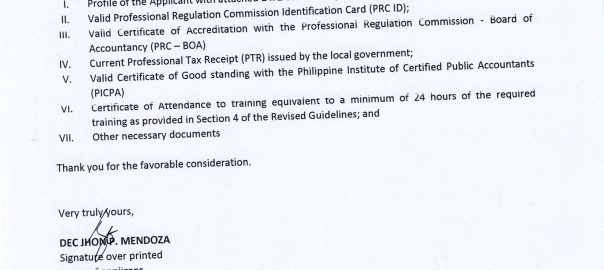 I. Profile of the Applicant with attached
II. Valid Professional Regulation Commission Identification Card (PRC ID);
III. Valid Certificate of Accreditation with the Professional Regulation Commission - Board of
Accountancy (PRC – BOA)
IV. Current Professional Tax Receipt (PTR) issued by the local government;
V. Valid Certificate of Good standing with the Philippine Institute of Certified Public Accountants
(PICPA)
VI. Certificate of Attendance to training equivalent to a minimum of 24 hours of the required
training as provided in Section 4 of the Revised Guidelines; and
VII. Other necessary documents
Thank you for the favorable consideration.
Very truly yours,
DEC JHON P. MENDOZA
Signature over printed